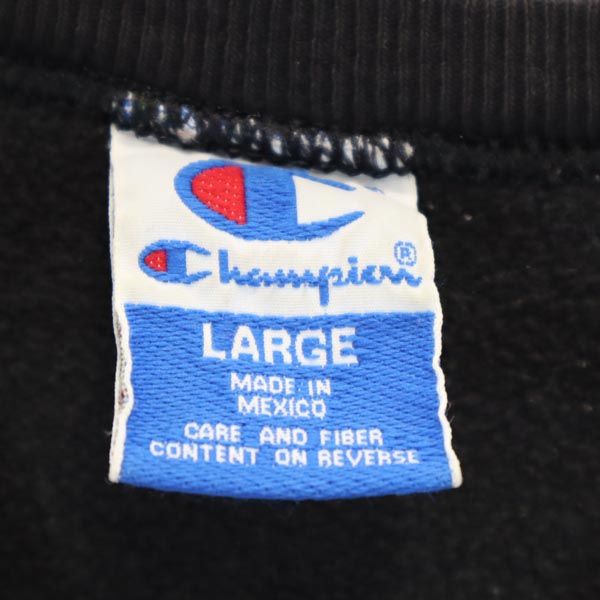 Champion®
LARGE
MADE IN
MEXICO
CARE AND FIBER
CONTENT ON REVERSE